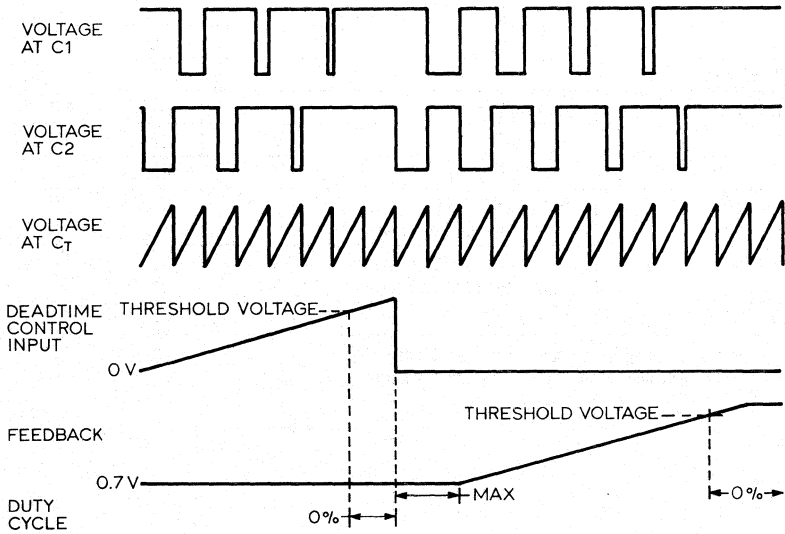 VOLTAGE
AT C1
VOLTAGE
AT C2
VOLTAGE
AT CT
DEADTIME
CONTROL
INPUT
THRESHOLD VOLTAGE
0 V
FEEDBACK
THRESHOLD VOLTAGE
0.7 V
DUTY
CYCLE
0%
MAX
0%